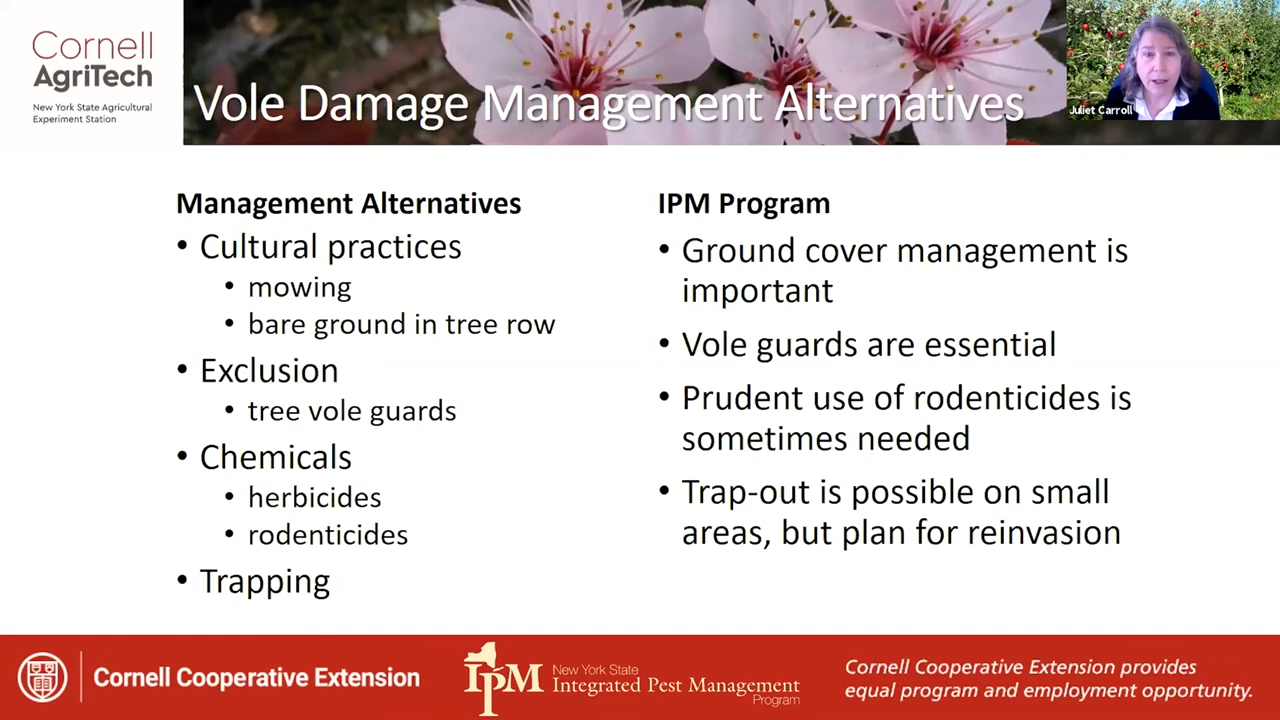 Cornell
AgriTech
New York State Agricultural
Experiment Station
Vole Damage Management Alternatives
Juliet Carroll
Management Alternatives
• Cultural practices
• mowing
• bare ground in tree row
• Exclusion
• tree vole guards
• Chemicals
• herbicides
• rodenticides
• Trapping
IPM Program
• Ground cover management is
important
• Vole guards are essential
• Prudent use of rodenticides is
sometimes needed
• Trap-out is possible on small
areas, but plan for reinvasion
Cornell Cooperative Extension
IPM
New York State
Integrated Pest Management
Program
Cornell Cooperative Extension provides
equal program and employment opportunity.